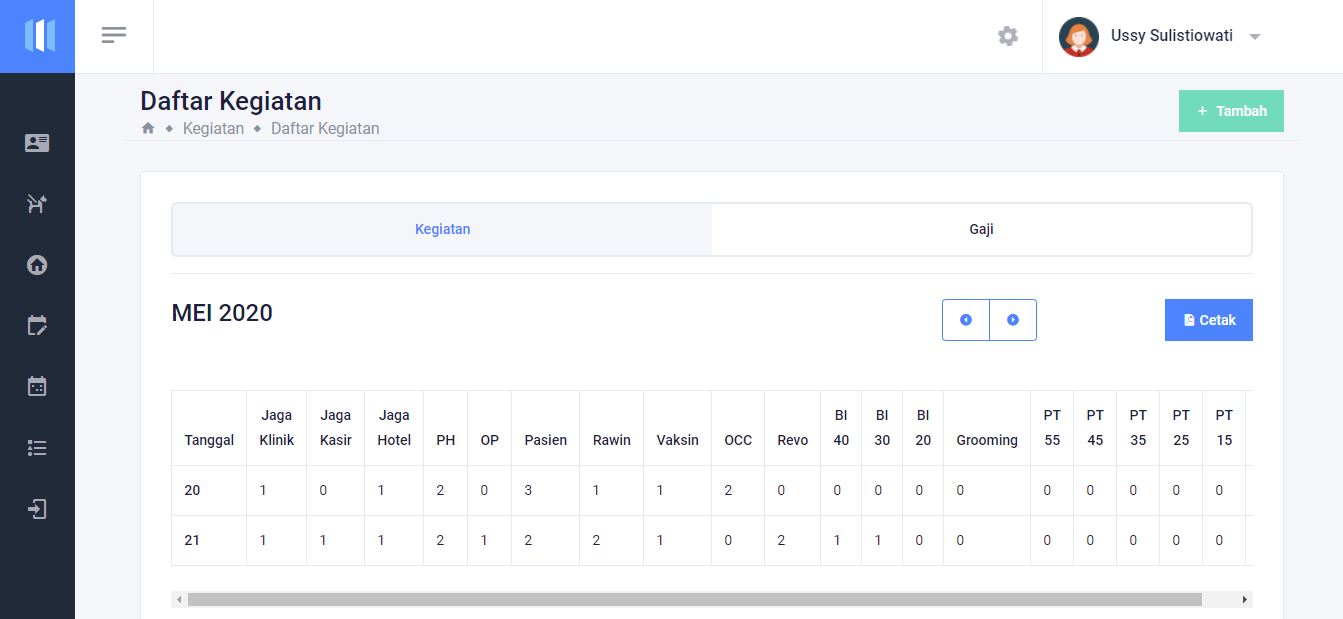 Ussy Sulistiowati
Daftar Kegiatan
Kegiatan Daftar Kegiatan
+ Tambah
Kegiatan Gaji
MEI 2020
Cetak
Tanggal Jaga Klinik Jaga Kasir Jaga Hotel PH OP Pasien Rawin Vaksin OCC Revo BI 40 BI 30 BI 20 Grooming PT 55 PT 45 PT 35 PT 25 PT 15
20 1 0 1 2 0 3 1 1 2 0 0 0 0 0 0 0 0 0 0
21 1 1 1 2 1 2 2 1 0 2 1 1 0 0 0 0 0 0 0